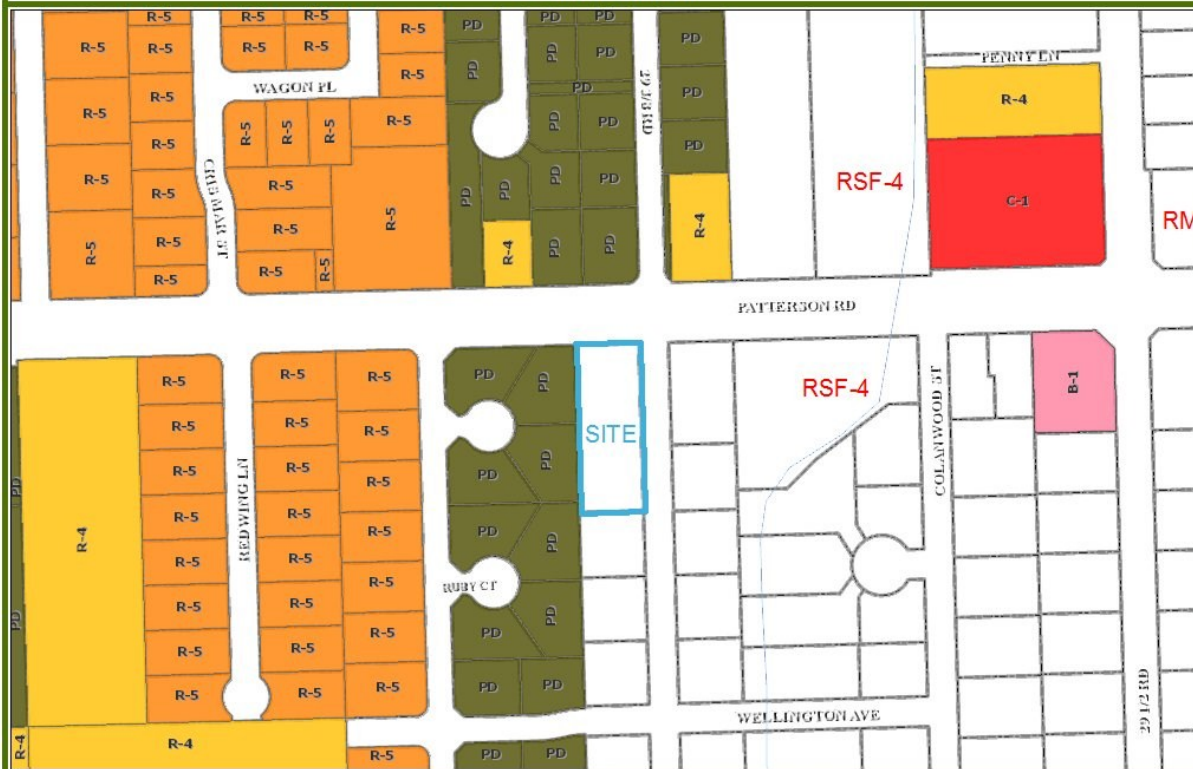 R-5 R-5 R-5 PD PD
R-5 PD
R-5 R-5 R-5 R-5 PD PD PD
PENNY LN
R-5 PD
WAGON PL
PD
29 3/8 RD
PD
R-5 R-4
R-5 R-5 R-5 R-5 R-5 PD PD
R-5 PD
R-5 R-5 R-5 PD PD PD PD
RSF-4
CRES MAR ST
C-1
R-5 R-5 R-5 R-4
RM
R-5 R-4 PD PD
R-5 R-5 R-5
PATTERSON RD
R-5 R-5 R-5 PD PD
RSF-4
B-1
COLANWOOD ST
R-5 R-5 R-5
SITE
R-5 R-5 R-5 PD PD
PD
R-5 R-5 R-5
R-4
REDWING LN
PD PD
R-5 R-5 R-5
RUBY CT
R-5 R-5 R-5
PD
R-5 R-5 R-5 PD PD
R-5 R-5 R-5 PD PD
WELLINGTON AVE
29 1/2 RD
R-4 R-4 R-5 PD PD